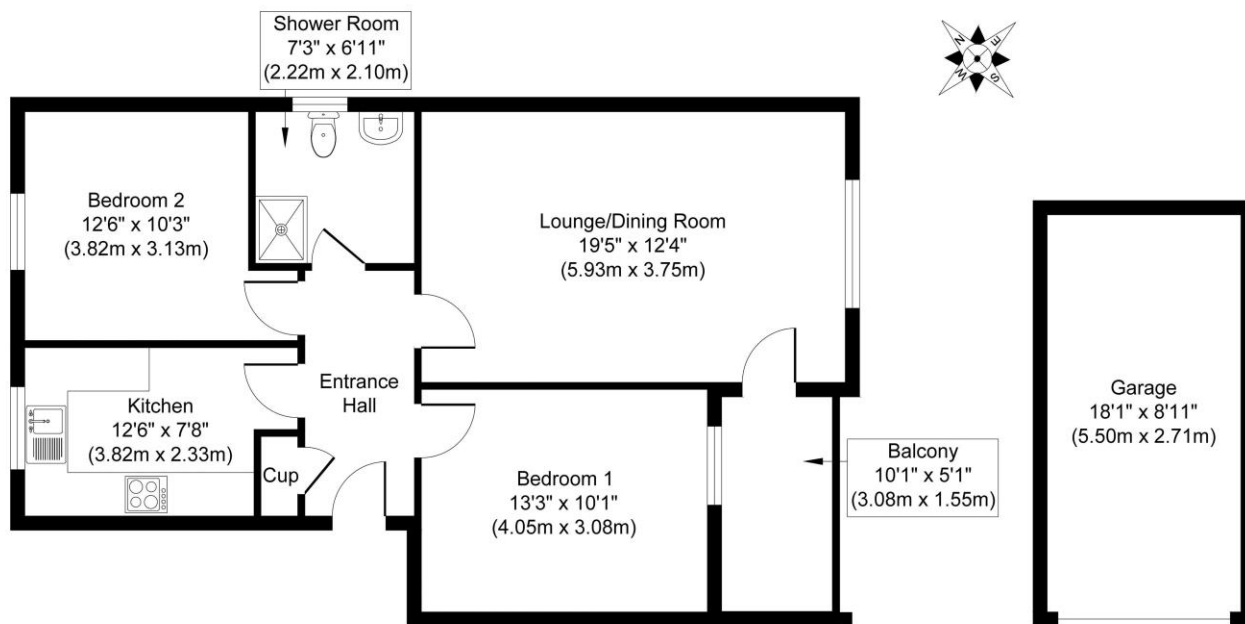 Shower Room
7'3" x 6'11"
(2.22m x 2.10m)
N
E
W
S
Bedroom 2
12'6" x 10'3"
(3.82m x 3.13m)
Lounge/Dining Room
19'5" x 12'4"
(5.93m x 3.75m)
Kitchen
12'6" x 7'8"
(3.82m x 2.33m)
Entrance
Hall
Cup
Bedroom 1
13'3" x 10'1"
(4.05m x 3.08m)
Balcony
10'1" x 5'1"
(3.08m x 1.55m)
Garage
18'1" x 8'11"
(5.50m x 2.71m)